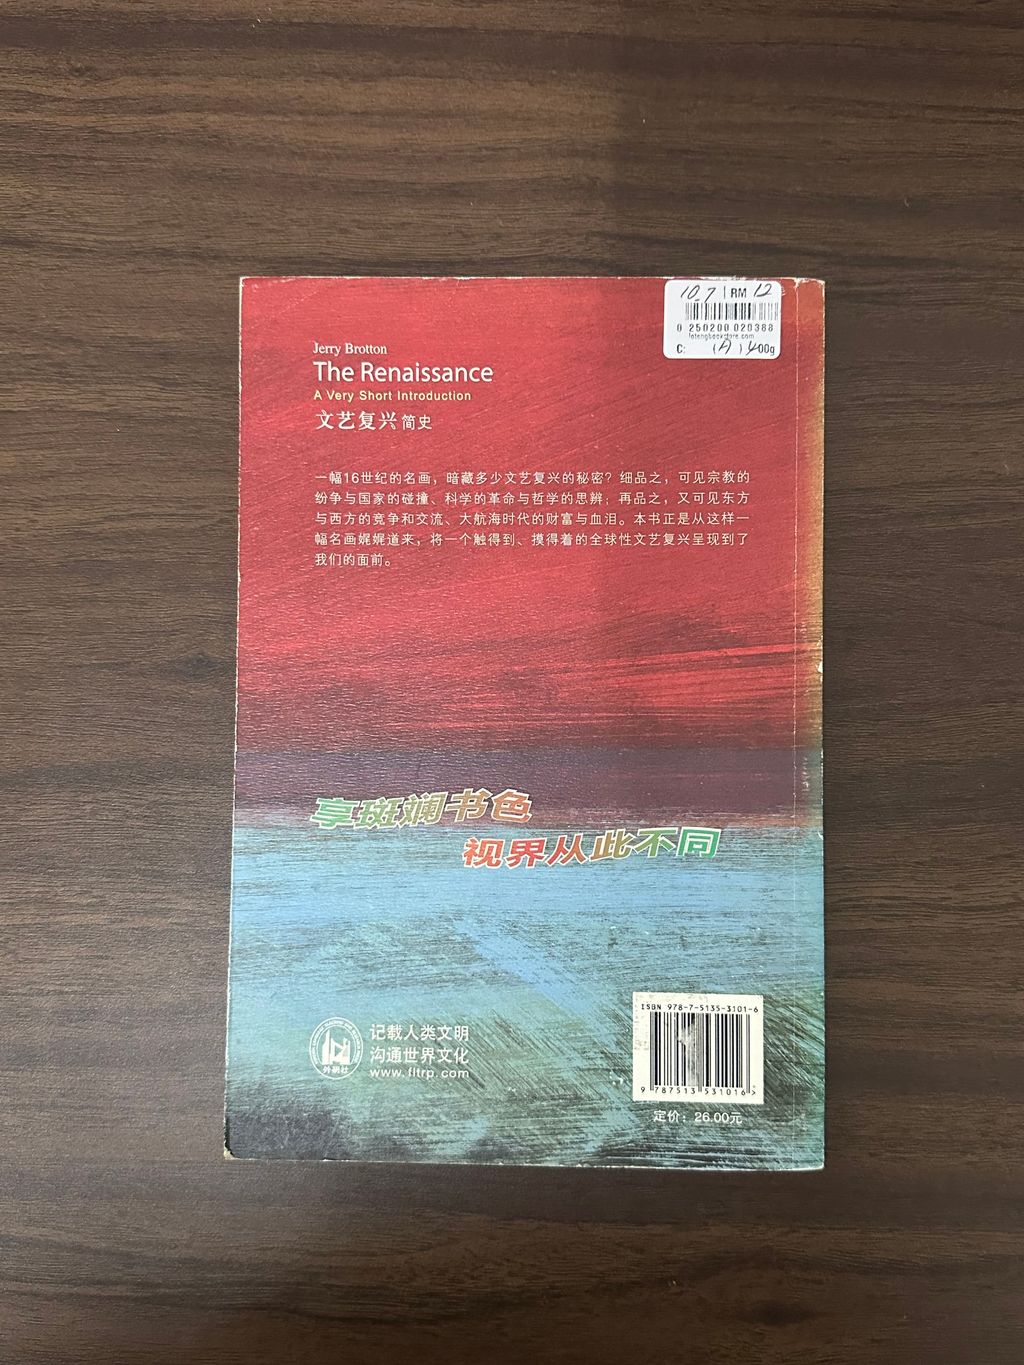 10.7 | RM 12
0 250200 020388
C: (A) 400g
Jerry Brotton
The Renaissance
A Very Short Introduction
文艺复兴 简史
一幅16世纪的名画，暗藏多少文艺复兴的秘密？细品之，可见宗教的
纷争与国家的碰撞、科学的革命与哲学的思辨；再品之，又可见东方
与西方的竞争和交流、大航海时代的财富与血泪。本书正是从这样一
幅名画娓娓道来，将一个触得到、摸得着的全球性文艺复兴呈现到了
我们的面前。
享斑斓书色
视界从此不同
外研社
记载人类文明
沟通世界文化
www.fltrp.com
ISBN 978-7-5135-3101-6
9 787513 531016 >
定价：26.00元